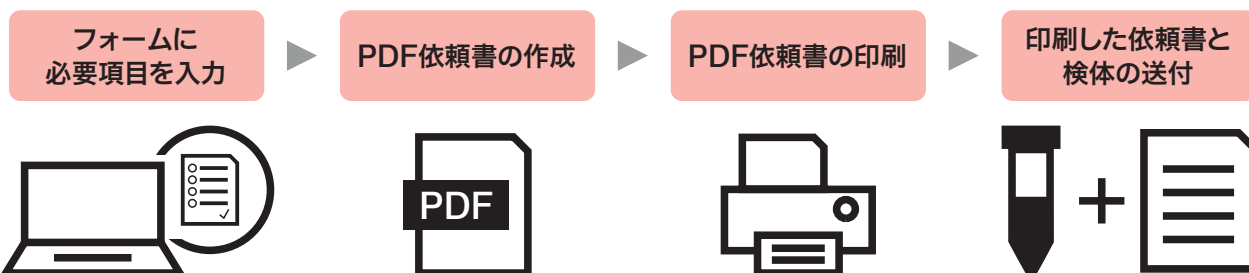 フォームに
必要項目を入力
PDF依頼書の作成
PDF依頼書の印刷
印刷した依頼書と
検体の送付
PDF